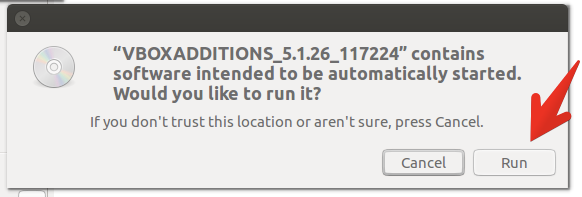 “VBOXADDITIONS_5.1.26_117224” contains
software intended to be automatically started.
Would you like to run it?
If you don't trust this location or aren't sure, press Cancel.
Cancel Run